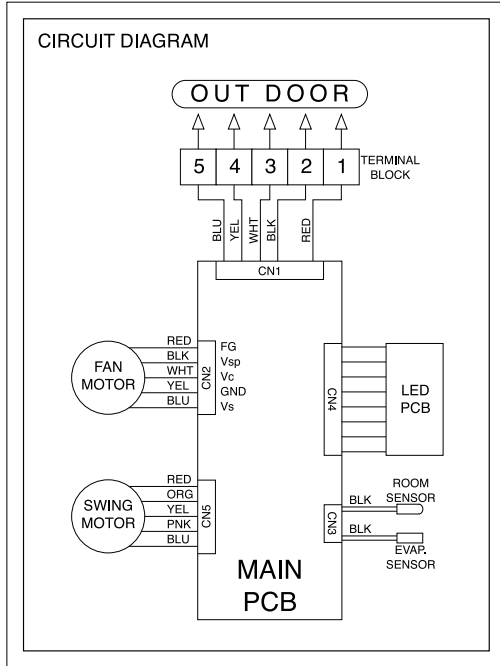 CIRCUIT DIAGRAM
OUT DOOR
5 4 3 2 1
TERMINAL
BLOCK
BLU
YEL
WHT
BLK
RED
CN1
FAN
MOTOR
RED
BLK
WHT
YEL
BLU
CN2
FG
Vsp
Vc
GND
Vs
CN4
LED
PCB
SWING
MOTOR
RED
ORG
YEL
PNK
BLU
CN5
CN3
BLK
ROOM
SENSOR
BLK
EVAP.
SENSOR
MAIN
PCB